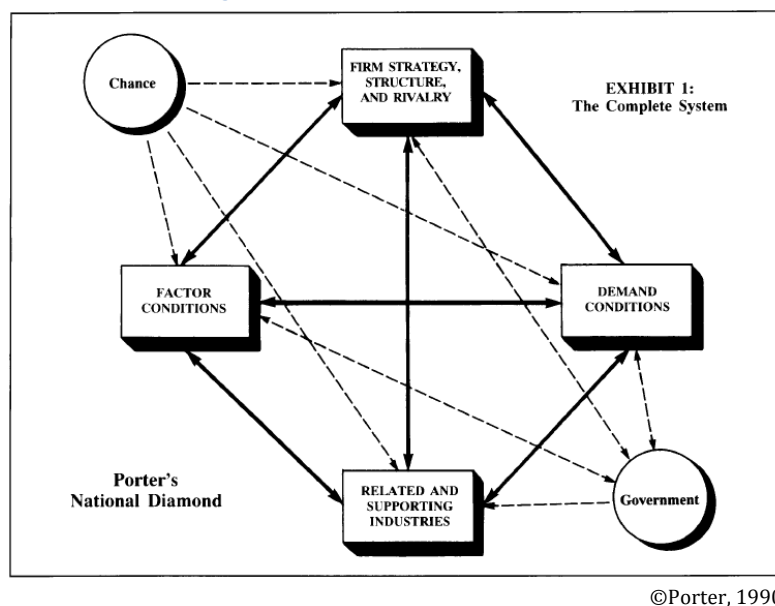 Chance
FIRM STRATEGY,
STRUCTURE,
AND RIVALRY
EXHIBIT 1:
The Complete System
FACTOR
CONDITIONS
DEMAND
CONDITIONS
Porter's
National Diamond
RELATED AND
SUPPORTING
INDUSTRIES
Government
©Porter, 1990